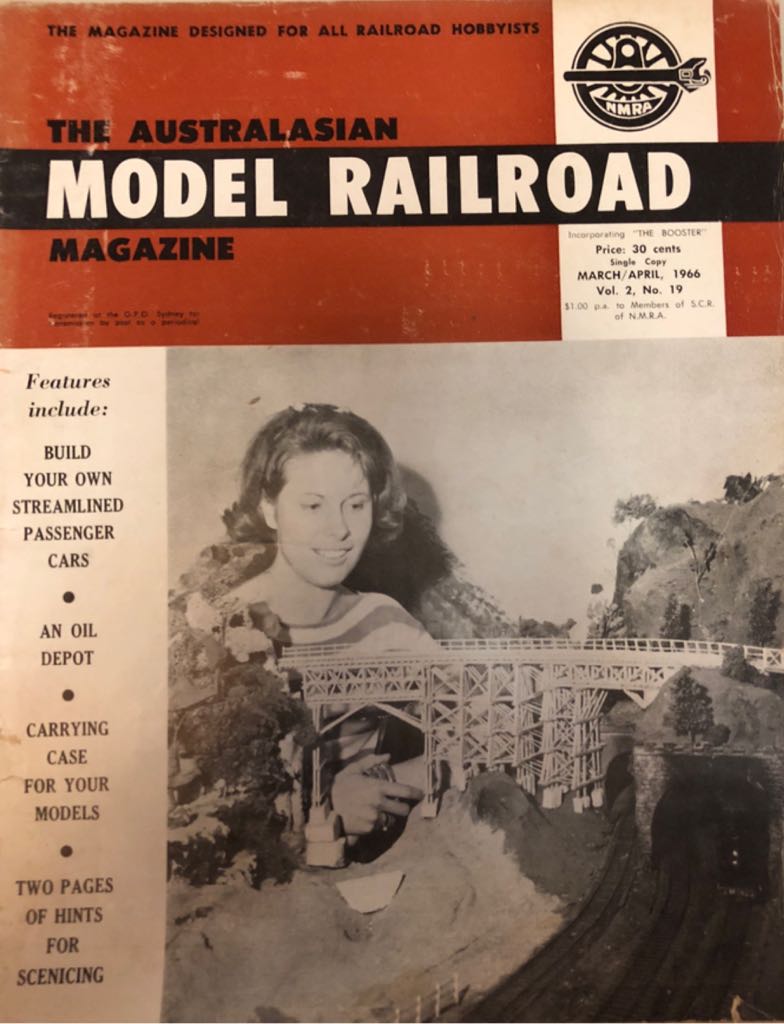 THE MAGAZINE DESIGNED FOR ALL RAILROAD HOBBYISTS
NMRA
THE AUSTRALASIAN
MODEL RAILROAD
MAGAZINE
Incorporating "THE BOOSTER"
Price: 30 cents
Single Copy
MARCH/APRIL, 1966
Vol. 2, No. 19
$1.00 p.a. to Members of S.C.R.
of N.M.R.A.
Registered at the G.P.O. Sydney for
transmission by post as a periodical
Features
include:
BUILD
YOUR OWN
STREAMLINED
PASSENGER
CARS
AN OIL
DEPOT
CARRYING
CASE
FOR YOUR
MODELS
TWO PAGES
OF HINTS
FOR
SCENICING